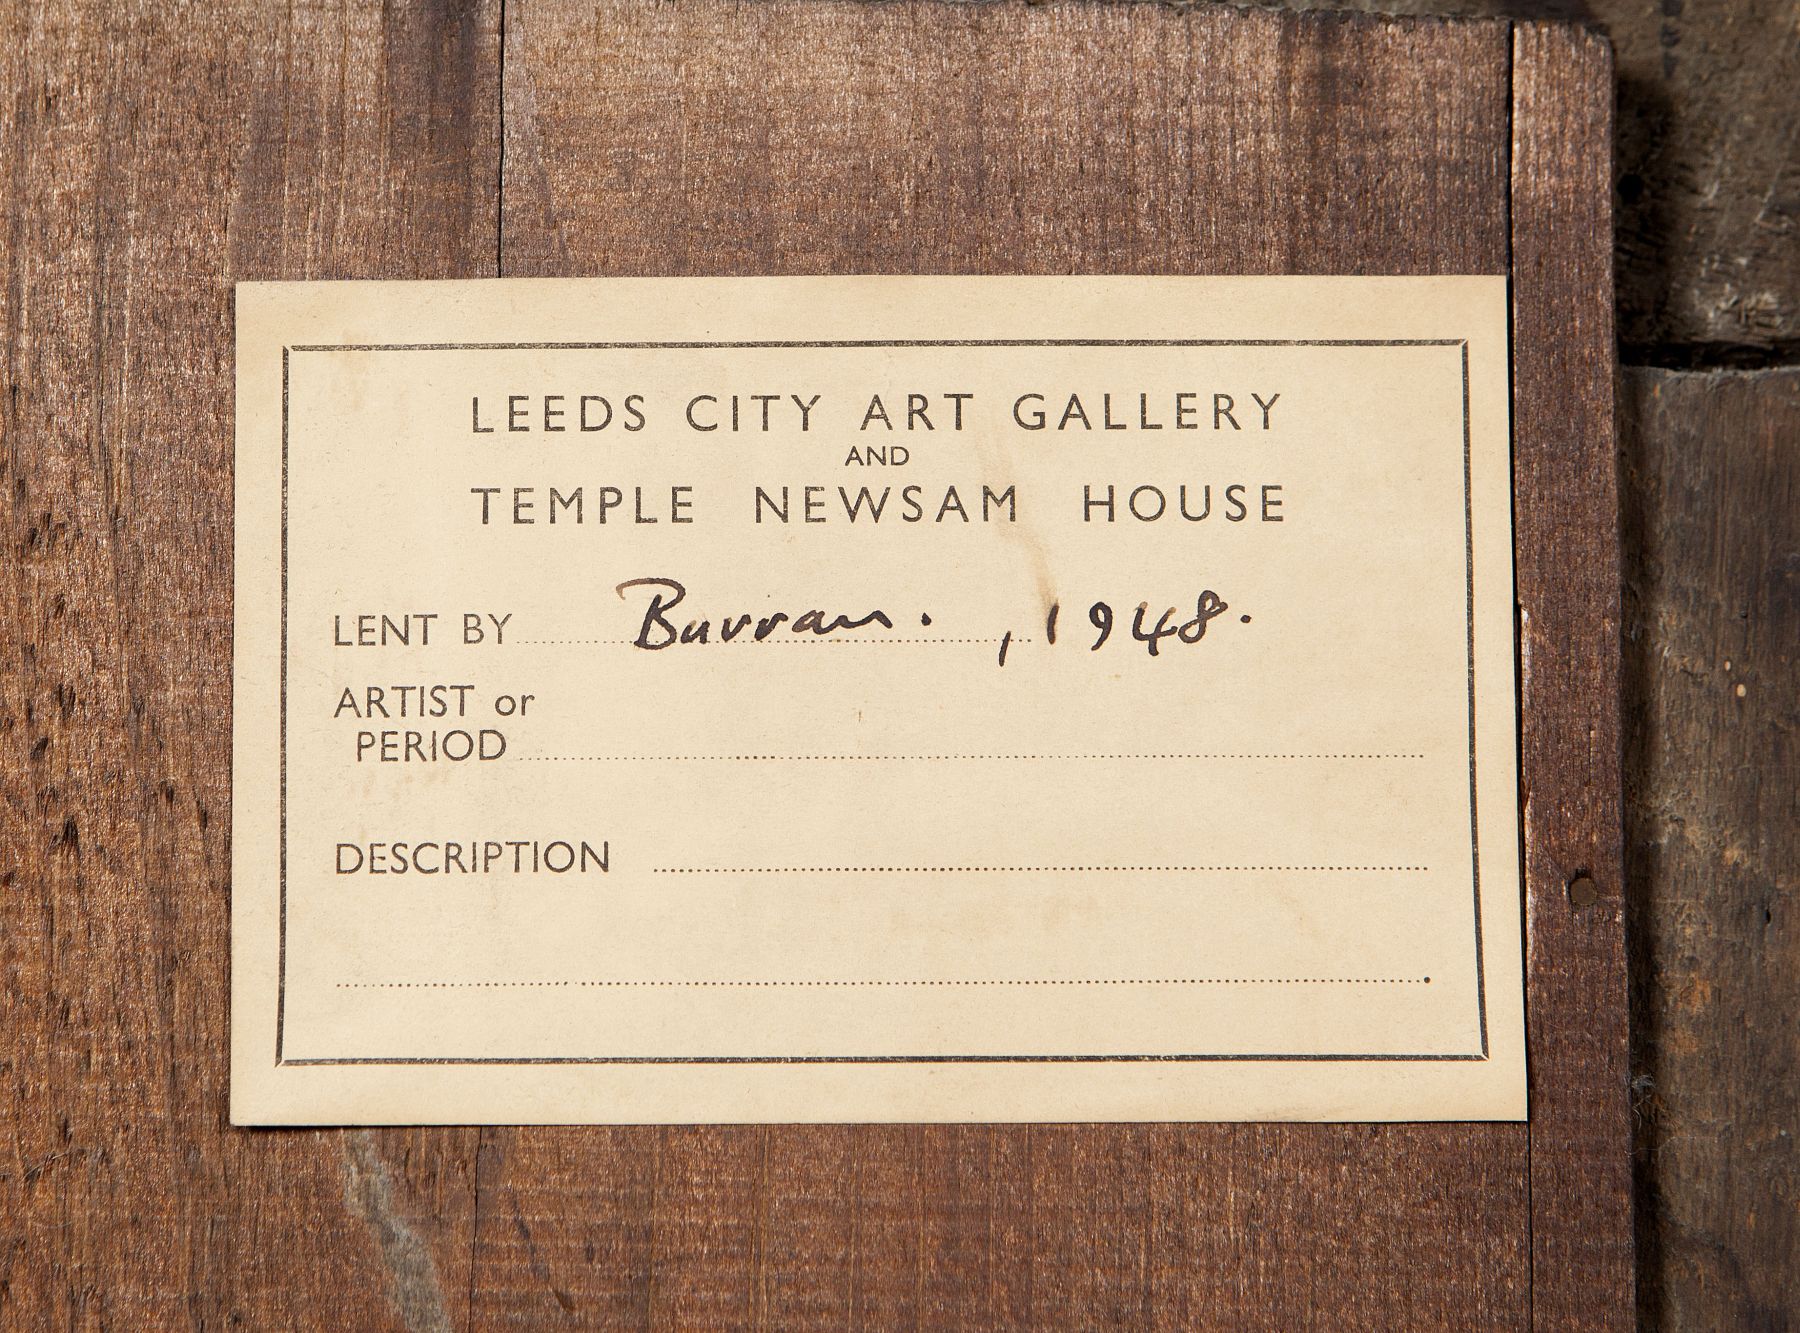 LEEDS CITY ART GALLERY
AND
TEMPLE NEWSAM HOUSE
LENT BY Burran. , 1948.
ARTIST or
PERIOD
DESCRIPTION